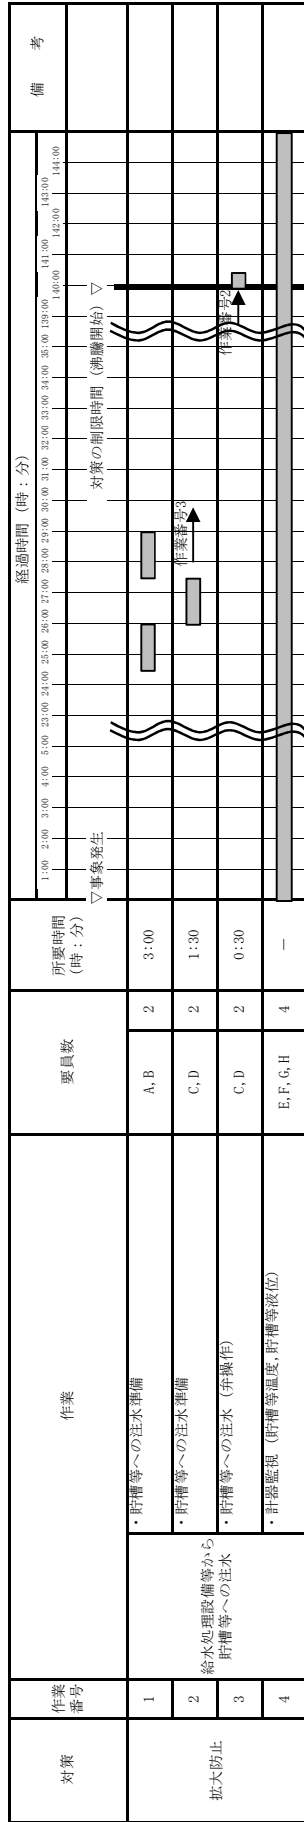 対策
作業
番号
作業
要員数
所要時間
(時：分)
経過時間 (時：分)
備　考
1:00 2:00 3:00 4:00 5:00 23:00 24:00 25:00 26:00 27:00 28:00 29:00 30:00 31:00 32:00 33:00 34:00 35:00 139:00 140:00 141:00 142:00 143:00 144:00
▽事象発生
対策の制限時間 (沸騰開始) ▽
拡大防止
給水処理設備等から
貯槽等への注水
1
・貯槽等への注水準備
A, B
2
3:00
2
・貯槽等への注水準備
C, D
2
1:30
作業番号3
3
・貯槽等への注水 (弁操作)
C, D
2
0:30
作業番号2
4
・計器監視 (貯槽等温度, 貯槽等液位)
E, F, G, H
4
－